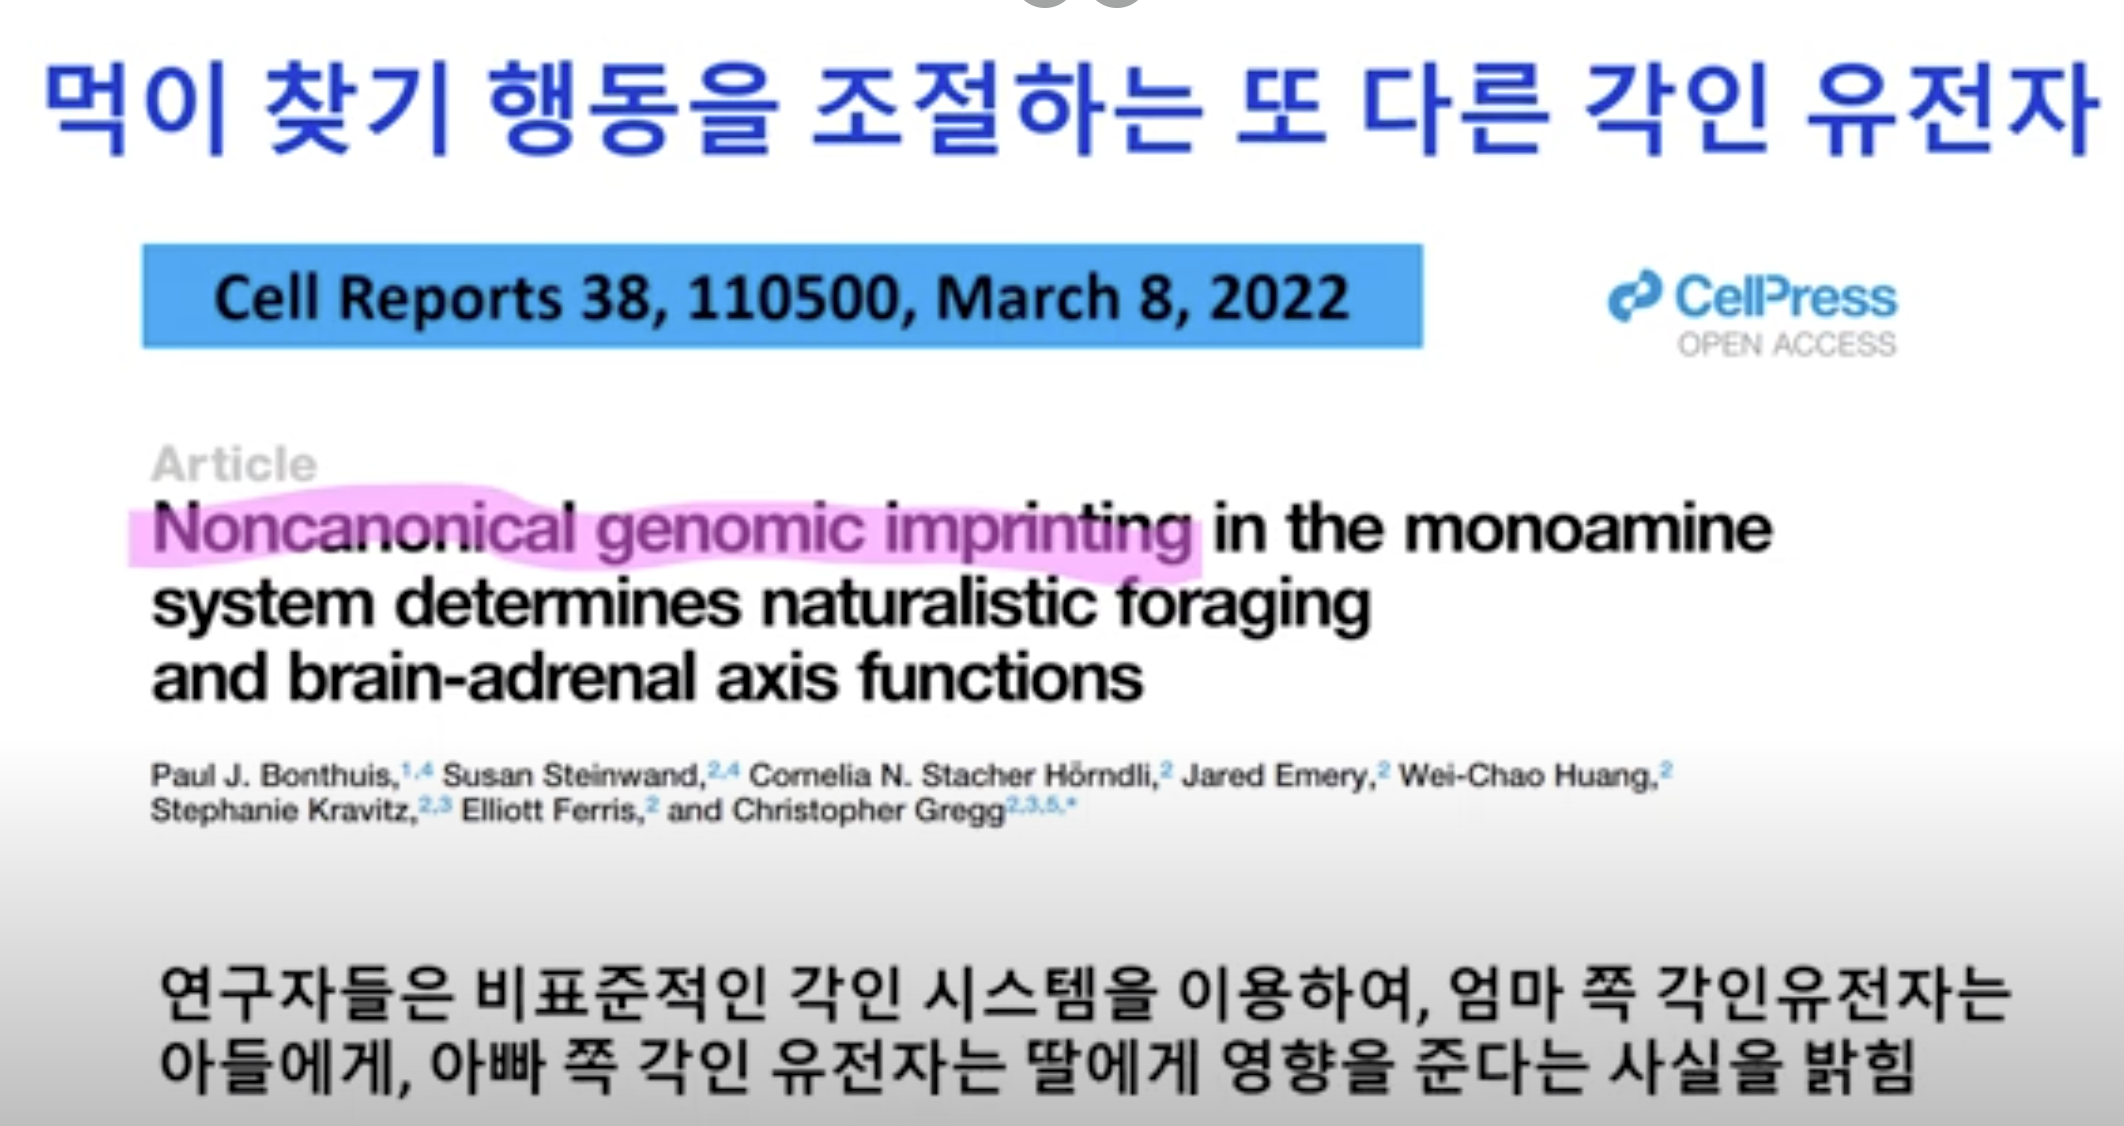 먹이 찾기 행동을 조절하는 또 다른 각인 유전자
Cell Reports 38, 110500, March 8, 2022
CellPress
OPEN ACCESS
Article
Noncanonical genomic imprinting in the monoamine
system determines naturalistic foraging
and brain-adrenal axis functions
Paul J. Bonthuis,1,4 Susan Steinwand,2,4 Cornelia N. Stacher Hörndli,2 Jared Emery,2 Wei-Chao Huang,2
Stephanie Kravitz,2,3 Elliott Ferris,2 and Christopher Gregg2,3,5,*
연구자들은 비표준적인 각인 시스템을 이용하여, 엄마 쪽 각인유전자는
아들에게, 아빠 쪽 각인 유전자는 딸에게 영향을 준다는 사실을 밝힘